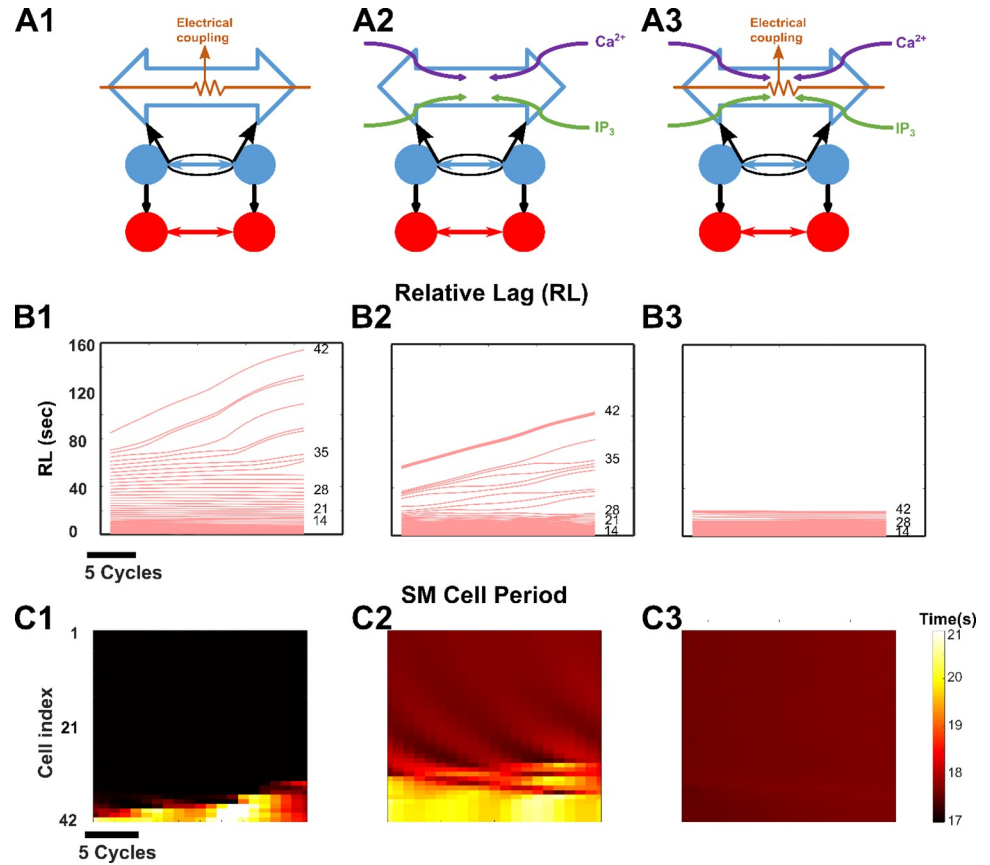 A1
A2
A3
Electrical
coupling
Ca2+
IP3
Electrical
coupling
Ca2+
IP3
Relative Lag (RL)
B1
B2
B3
RL (sec)
160
120
80
40
0
42
35
28
21
14
42
35
28
21
14
42
28
14
5 Cycles
SM Cell Period
C1
C2
C3
Cell index
1
21
42
Time(s)
21
20
19
18
17
5 Cycles